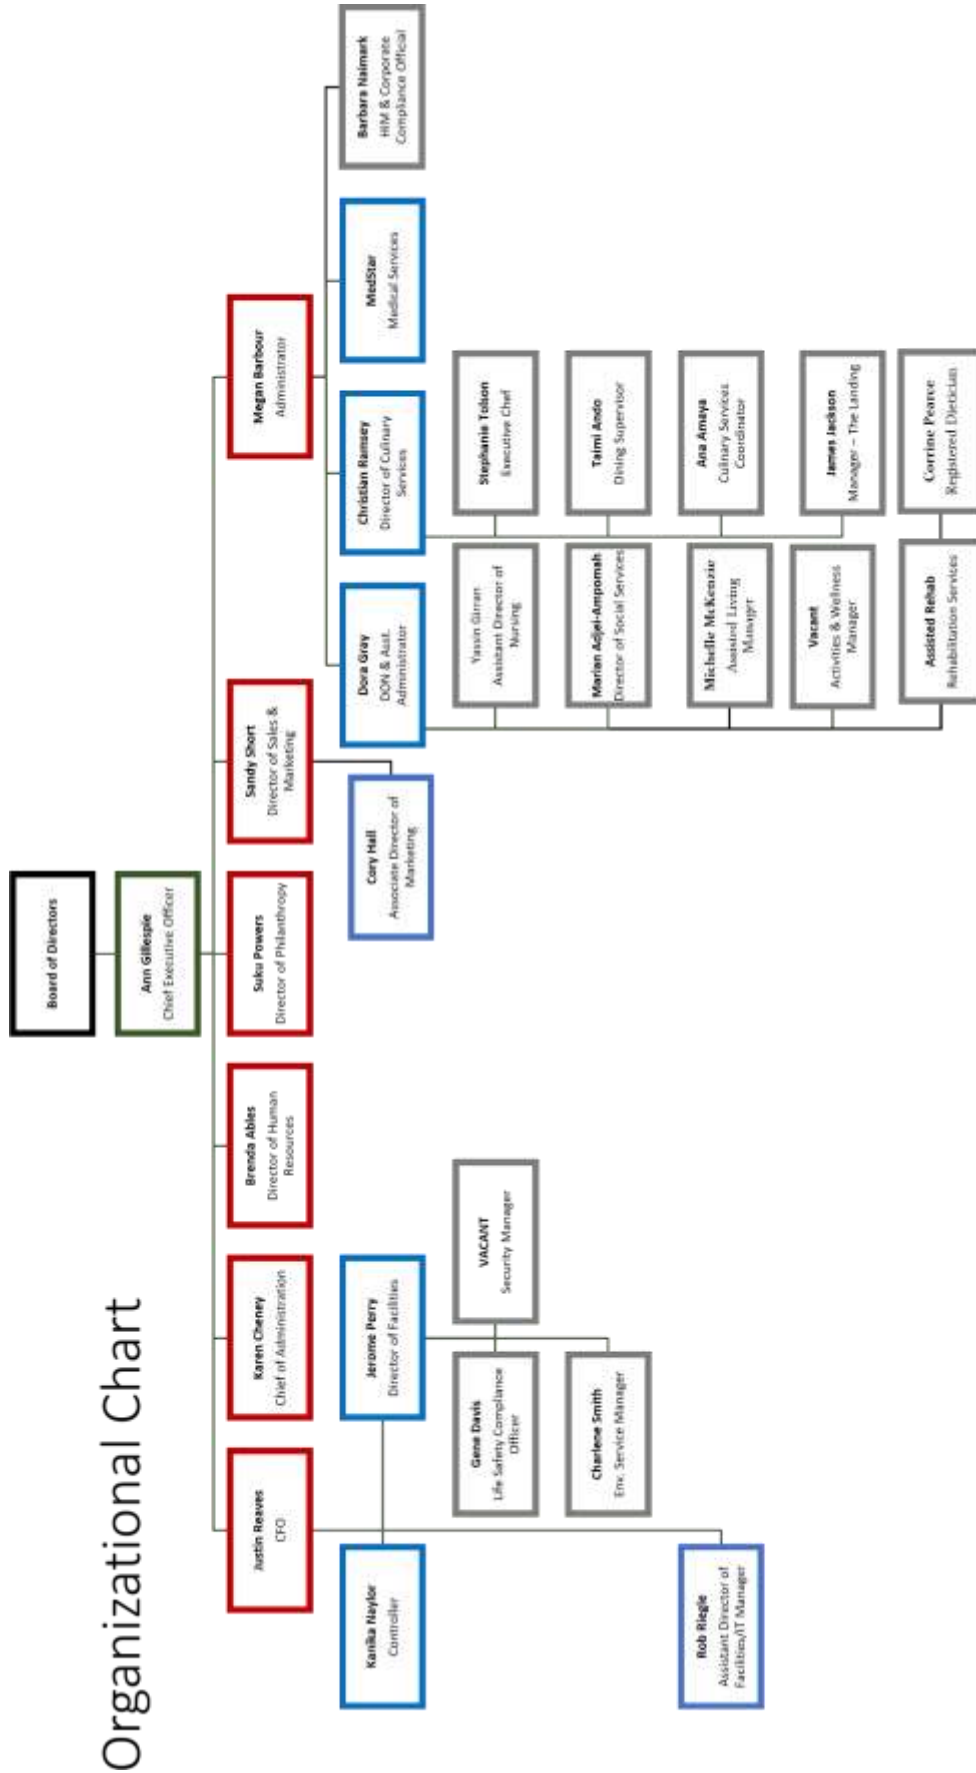 Organizational Chart
Board of Directors
Ann Gillespie
Chief Executive Officer
Justin Reaves
CFO
Karen Cheney
Chief of Administration
Brenda Ables
Director of Human
Resources
Suku Powers
Director of Philanthropy
Sandy Short
Director of Sales &
Marketing
Megan Barbour
Administrator
Kanika Naylor
Controller
Jerome Perry
Director of Facilities
Cory Hall
Associate Director of
Marketing
Dora Gray
DON & Asst.
Administrator
Christian Ramsey
Director of Culinary
Services
MedStar
Medical Services
Barbara Naimark
HIM & Corporate
Compliance Official
Gene Davis
Life Safety Compliance
Officer
VACANT
Security Manager
Yassin Girran
Assistant Director of
Nursing
Stephanie Tolson
Executive Chef
Charlene Smith
Env. Service Manager
Marian Adjei-Ampomah
Director of Social Services
Taimi Ando
Dining Supervisor
Rob Riegle
Assistant Director of
Facilities/IT Manager
Michelle McKenzie
Assisted Living
Manager
Ana Amaya
Culinary Services
Coordinator
Vacant
Activities & Wellness
Manager
James Jackson
Manager – The Landing
Assisted Rehab
Rehabilitation Services
Corrine Pearce
Registered Dietician